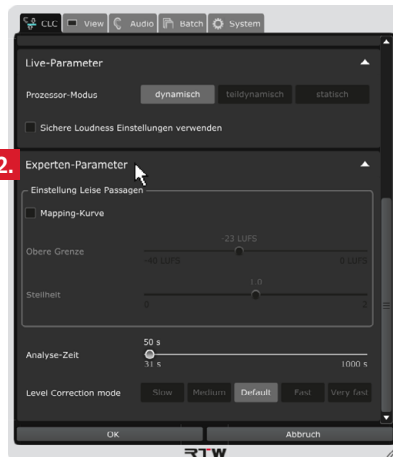 CLC View Audio Batch System
Live-Parameter
Prozessor-Modus dynamisch teildynamisch statisch
Sichere Loudness Einstellungen verwenden
2. Experten-Parameter
Einstellung Leise Passagen
Mapping-Kurve
-23 LUFS
Obere Grenze
-40 LUFS 0 LUFS
1.0
Steilheit
0 2
50 s
Analyse-Zeit
31 s 1000 s
Level Correction mode Slow Medium Default Fast Very fast
OK Abbruch
RTW